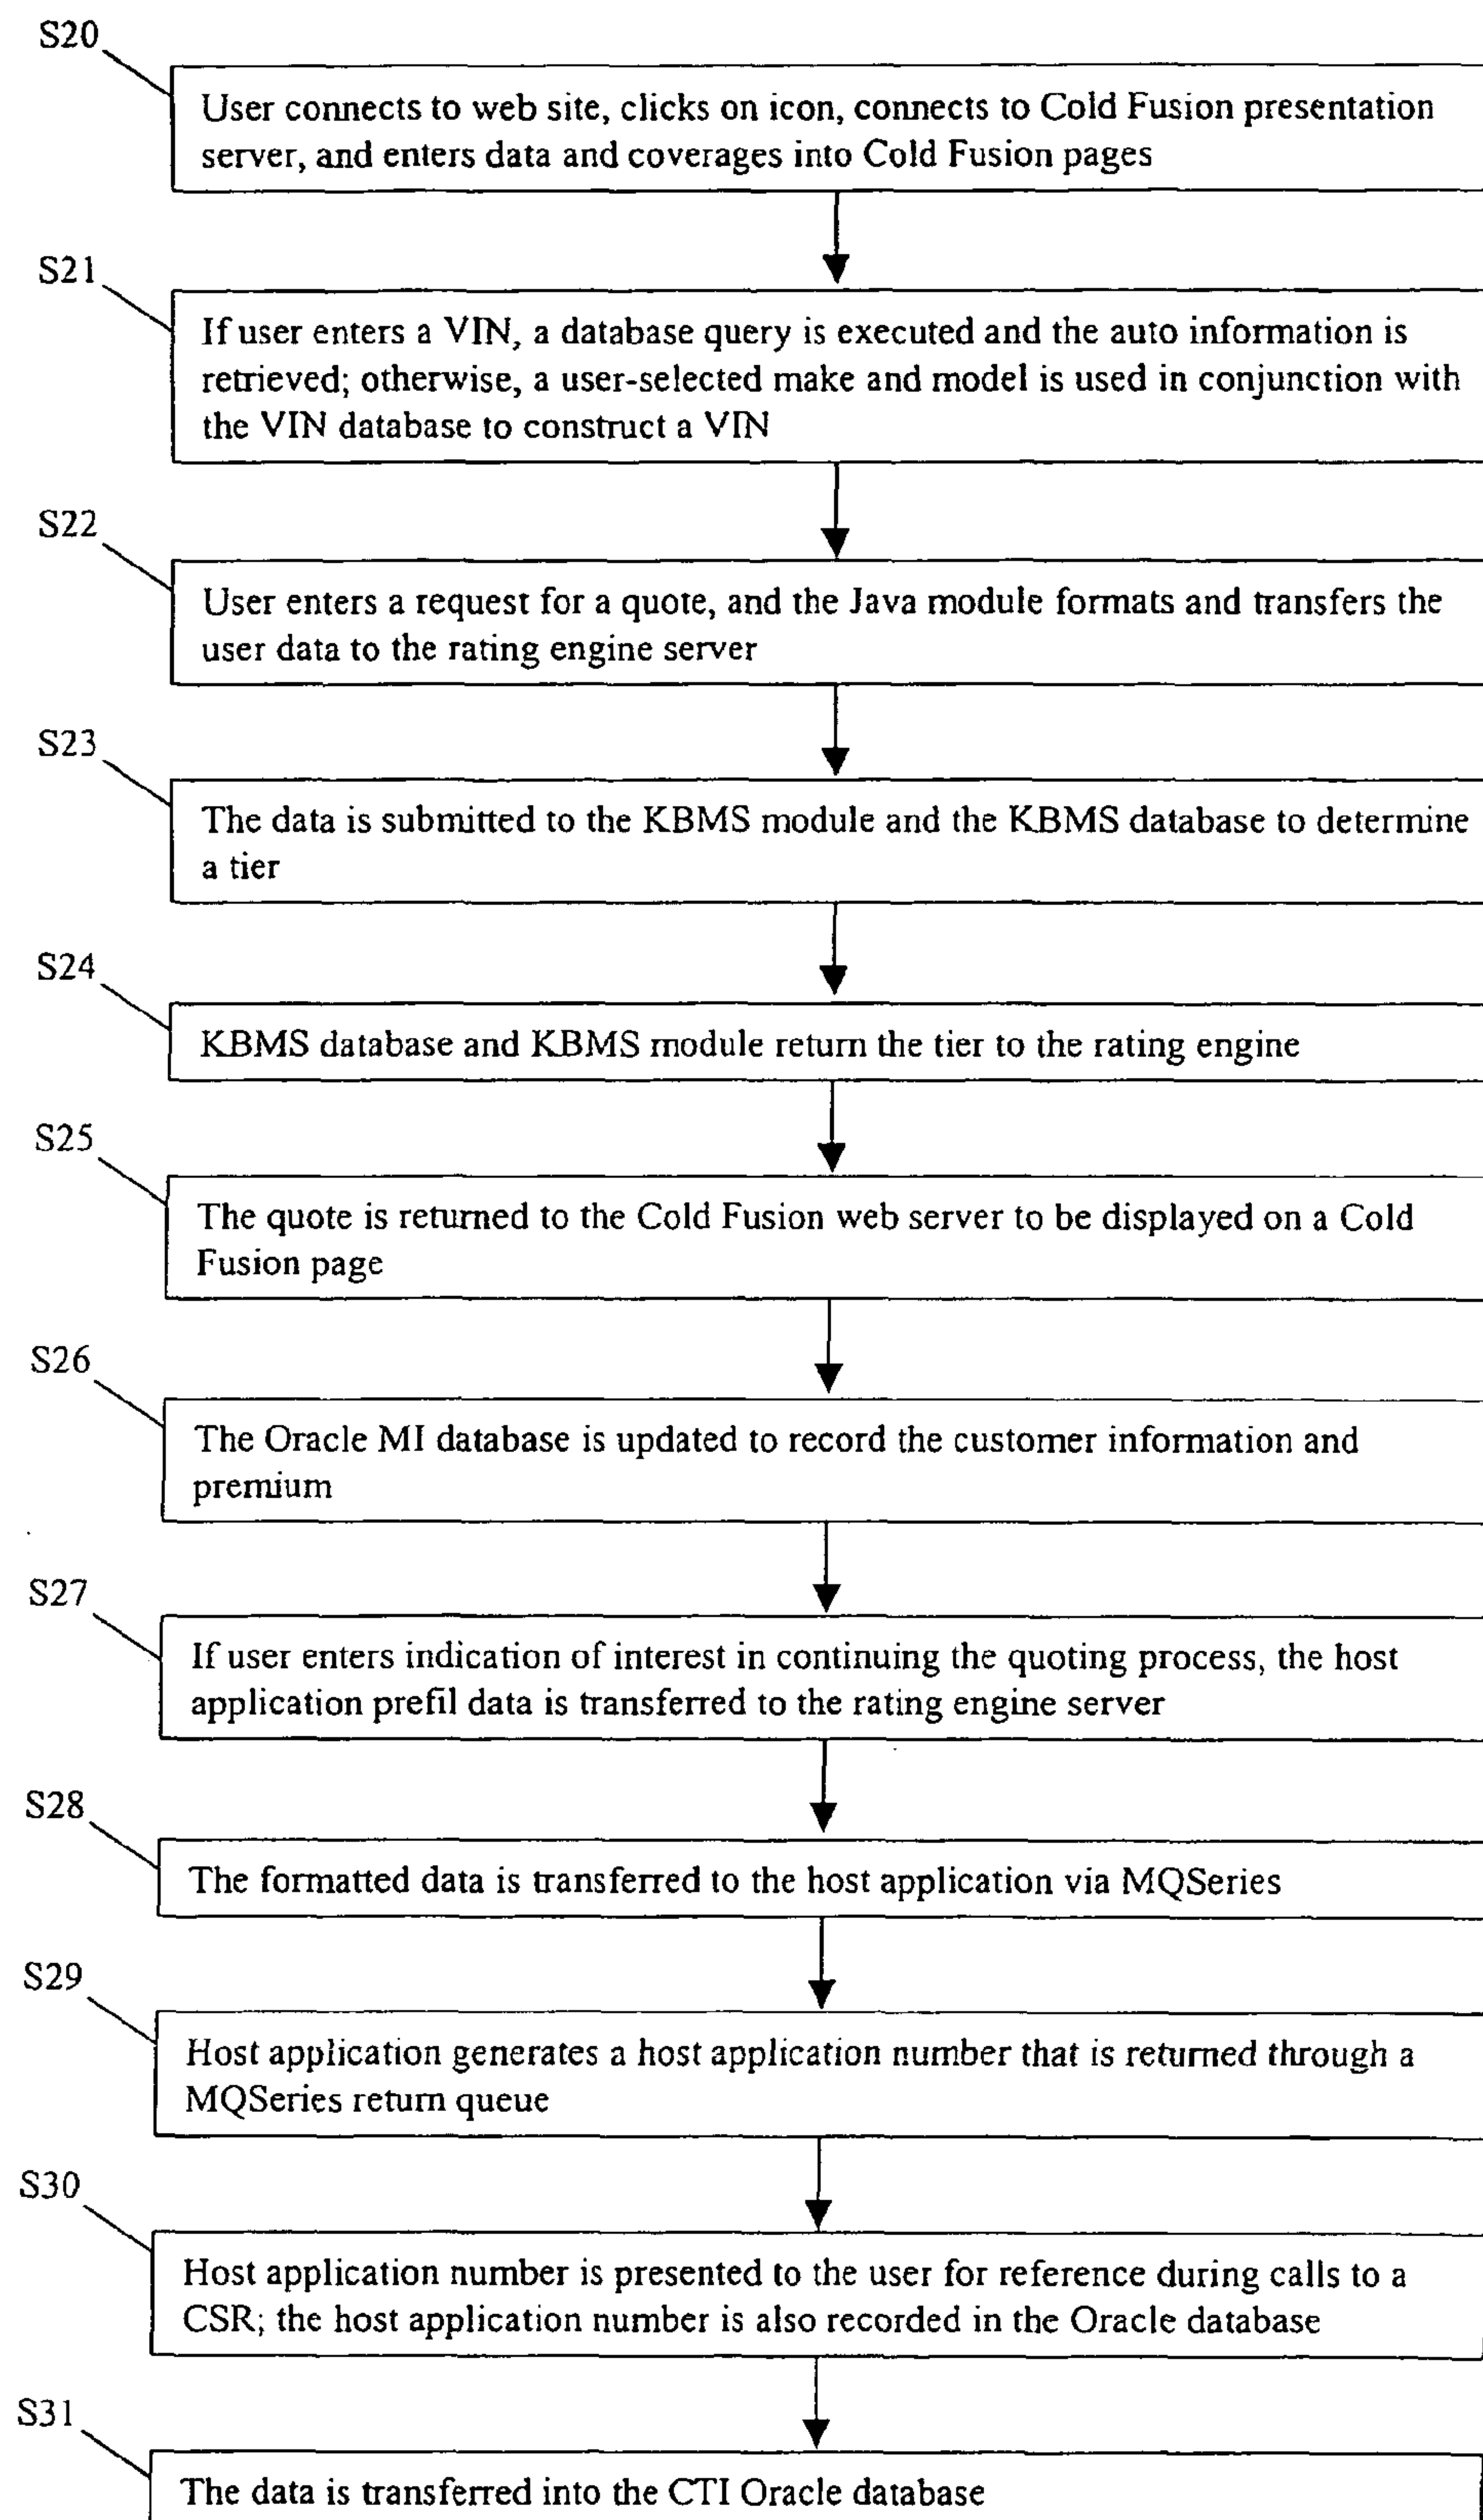 S20
User connects to web site, clicks on icon, connects to Cold Fusion presentation
server, and enters data and coverages into Cold Fusion pages
S21
If user enters a VIN, a database query is executed and the auto information is
retrieved; otherwise, a user-selected make and model is used in conjunction with
the VIN database to construct a VIN
S22
User enters a request for a quote, and the Java module formats and transfers the
user data to the rating engine server
S23
The data is submitted to the KBMS module and the KBMS database to determine
a tier
S24
KBMS database and KBMS module return the tier to the rating engine
S25
The quote is returned to the Cold Fusion web server to be displayed on a Cold
Fusion page
S26
The Oracle MI database is updated to record the customer information and
premium
S27
If user enters indication of interest in continuing the quoting process, the host
application prefil data is transferred to the rating engine server
S28
The formatted data is transferred to the host application via MQSeries
S29
Host application generates a host application number that is returned through a
MQSeries return queue
S30
Host application number is presented to the user for reference during calls to a
CSR; the host application number is also recorded in the Oracle database
S31
The data is transferred into the CTI Oracle database